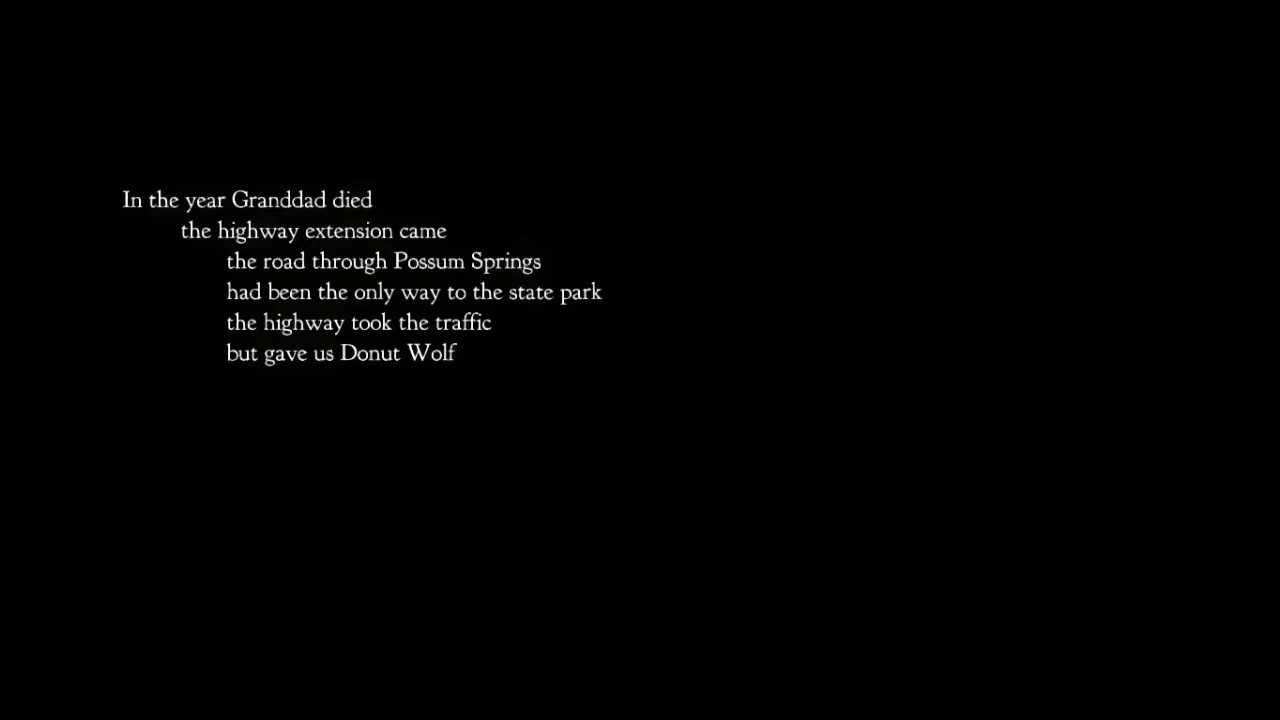 In the year Granddad died
the highway extension came
the road through Possum Springs
had been the only way to the state park
the highway took the traffic
but gave us Donut Wolf